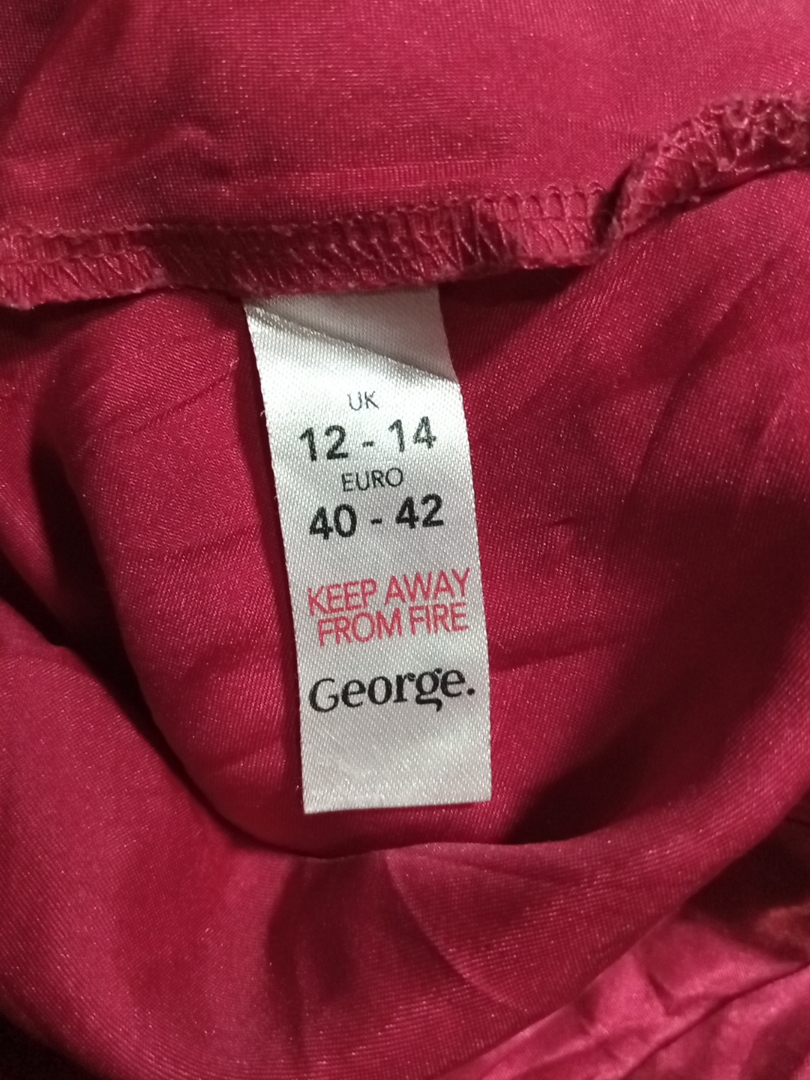 UK
12 - 14
EURO
40 - 42
KEEP AWAY
FROM FIRE
George.